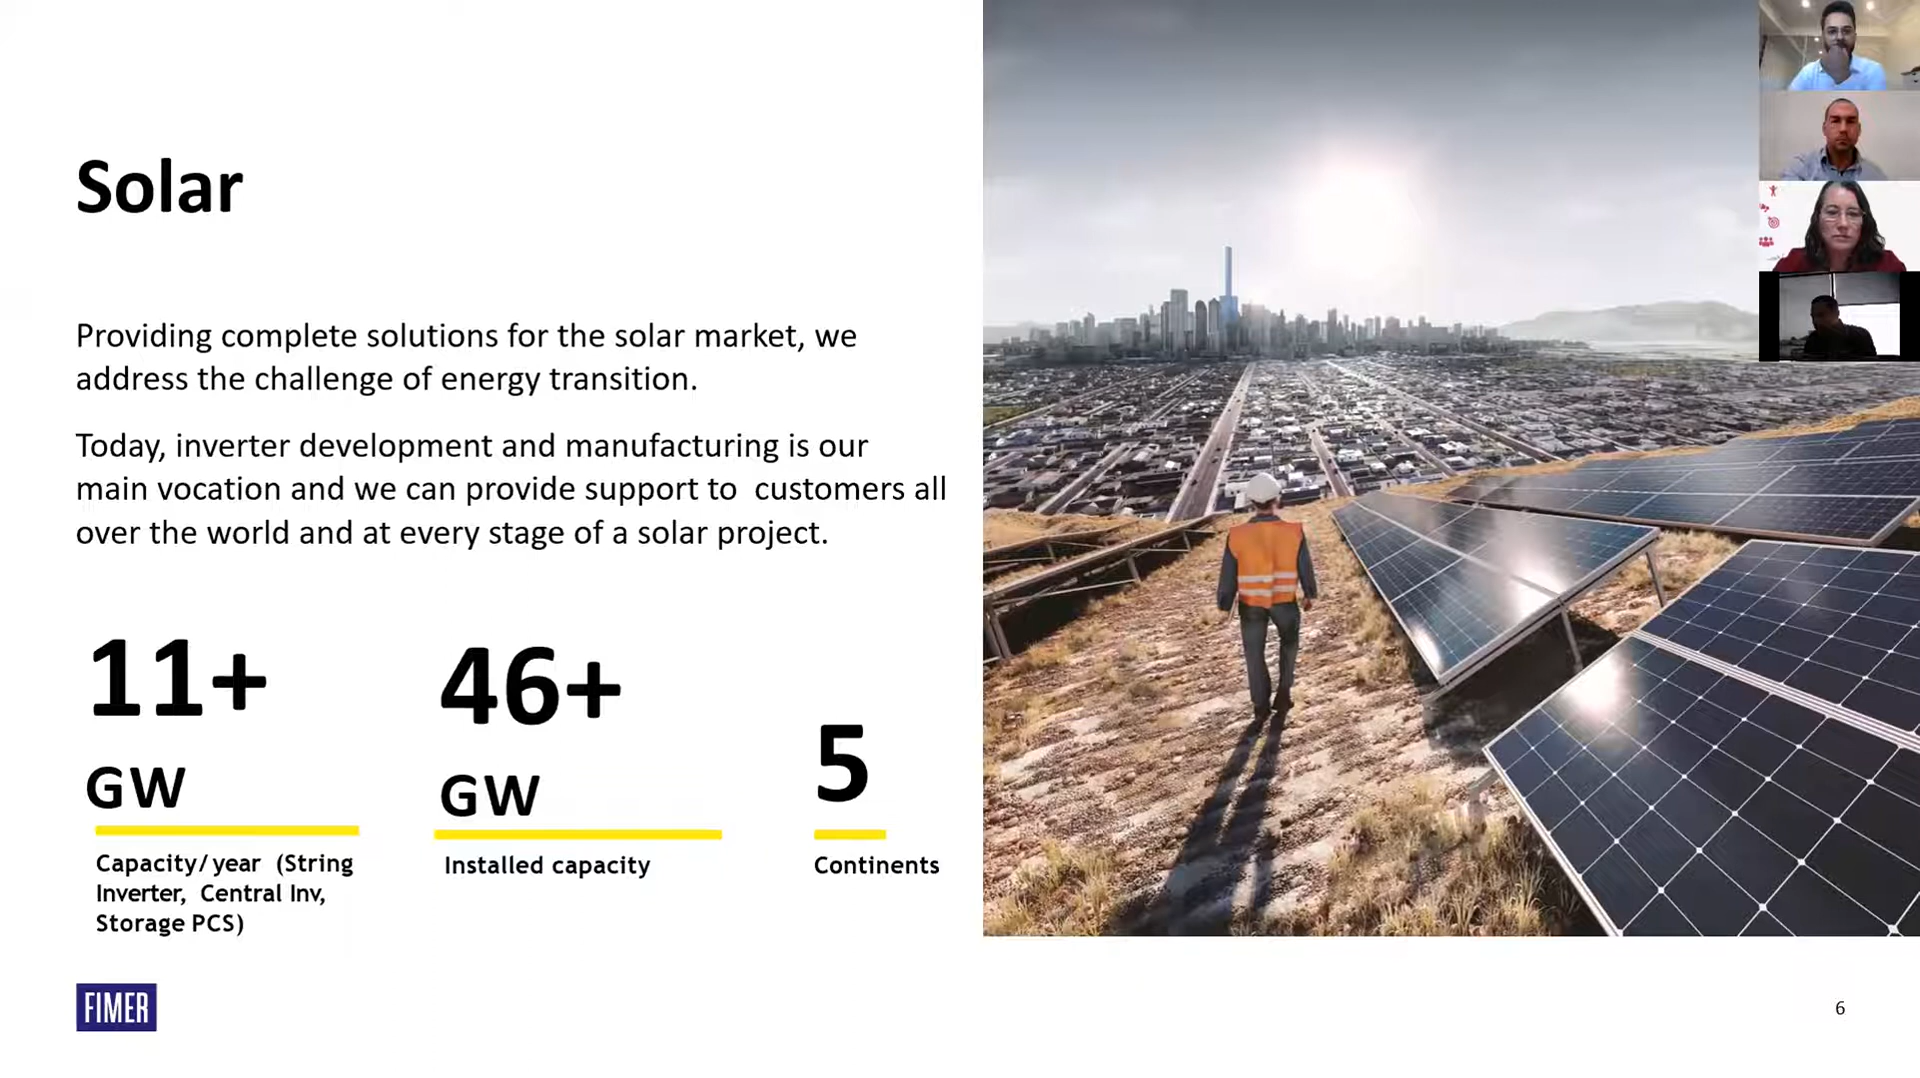 Solar
Providing complete solutions for the solar market, we
address the challenge of energy transition.
Today, inverter development and manufacturing is our
main vocation and we can provide support to  customers all
over the world and at every stage of a solar project.
11+
GW
Capacity/year  (String
Inverter,  Central Inv,
Storage PCS)
46+
GW
Installed capacity
5
Continents
FIMER
6